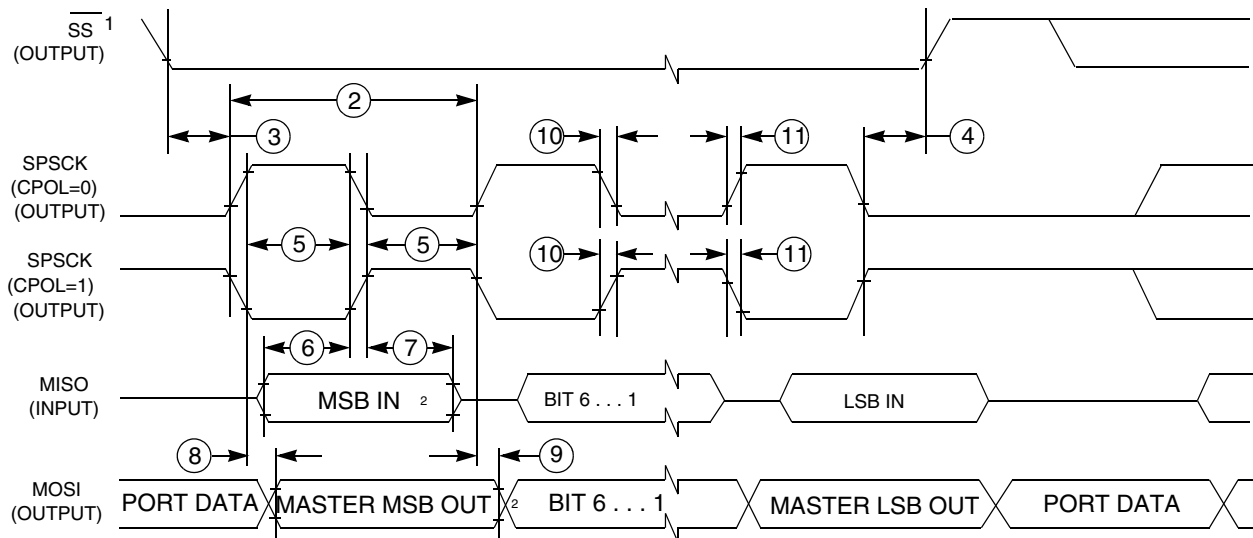 SS 1
(OUTPUT)
2
3
10
11
4
SPSCK
(CPOL=0)
(OUTPUT)
5
5
SPSCK
(CPOL=1)
(OUTPUT)
10
11
6
7
MISO
(INPUT)
MSB IN 2
BIT 6 . . . 1
LSB IN
8
9
MOSI
(OUTPUT)
PORT DATA
MASTER MSB OUT 2
BIT 6 . . . 1
MASTER LSB OUT
PORT DATA